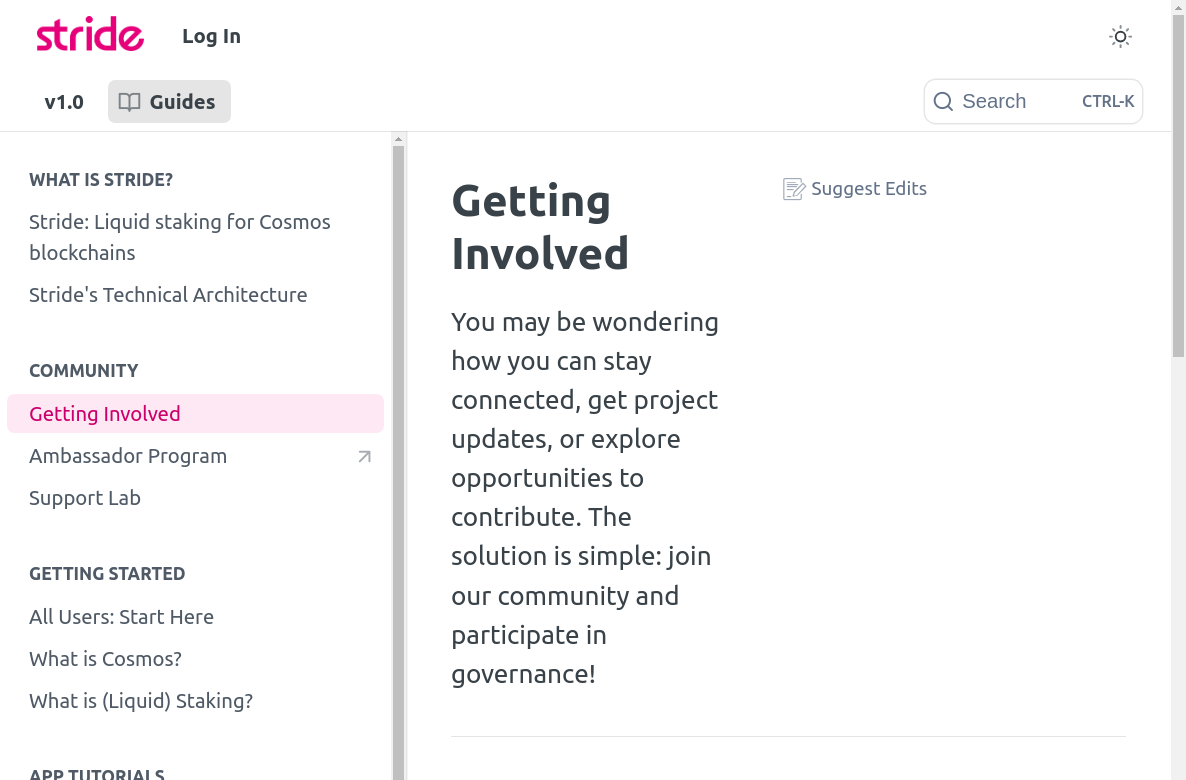 stride
Log In
v1.0
Guides
Search
CTRL-K
WHAT IS STRIDE?
Stride: Liquid staking for Cosmos
blockchains
Stride's Technical Architecture
COMMUNITY
Getting Involved
Ambassador Program
Support Lab
GETTING STARTED
All Users: Start Here
What is Cosmos?
What is (Liquid) Staking?
APP TUTORIALS
Getting
Involved
Suggest Edits
You may be wondering
how you can stay
connected, get project
updates, or explore
opportunities to
contribute. The
solution is simple: join
our community and
participate in
governance!